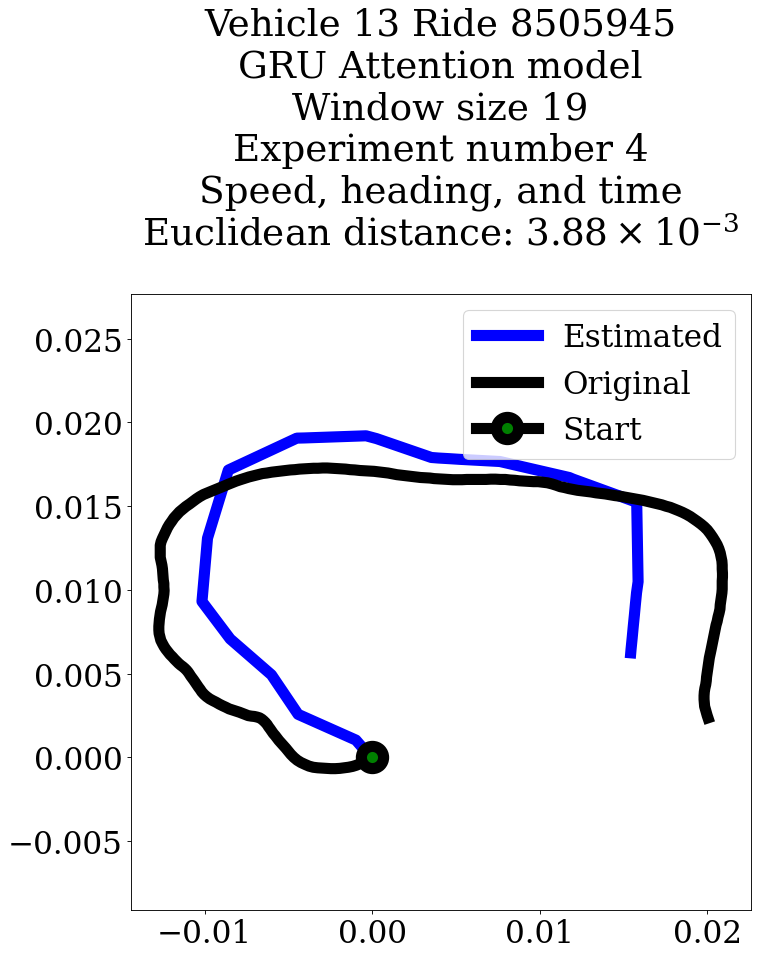 Vehicle 13 Ride 8505945
GRU Attention model
Window size 19
Experiment number 4
Speed, heading, and time
Euclidean distance: 3.88 × 10⁻³
Estimated
Original
Start
0.025
0.020
0.015
0.010
0.005
0.000
−0.005
−0.01 0.00 0.01 0.02